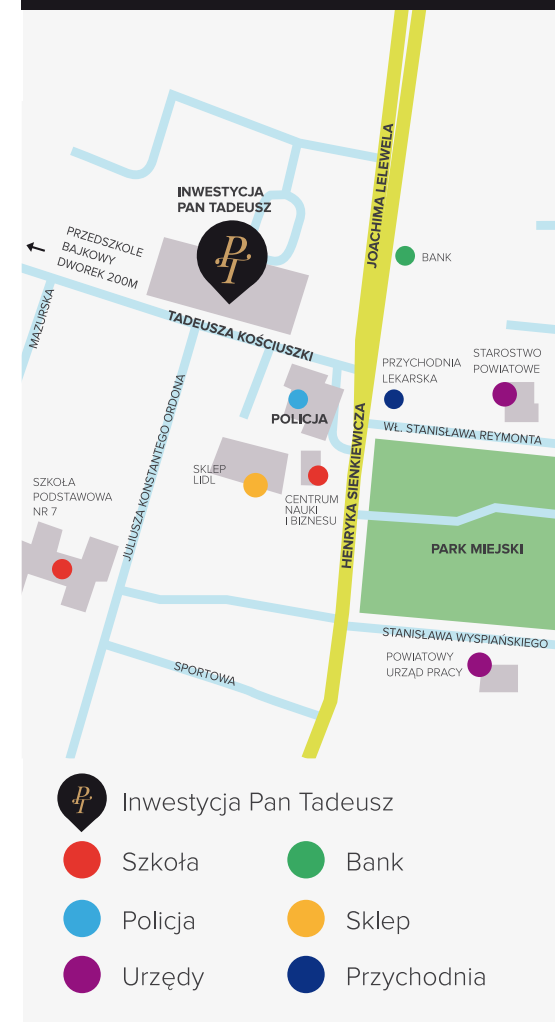 JOACHIMA LELEWELA
INWESTYCJA
PAN TADEUSZ
PT
PRZEDSZKOLE
BAJKOWY
DWOREK 200M
BANK
MAZURSKA
TADEUSZA KOŚCIUSZKI
PRZYCHODNIA
LEKARSKA
STAROSTWO
POWIATOWE
POLICJA
WŁ. STANISŁAWA REYMONTA
JULIUSZA KONSTANTEGO ORDONA
HENRYKA SIENKIEWICZA
SKLEP
LIDL
SZKOŁA
PODSTAWOWA
NR 7
CENTRUM
NAUKI
I BIZNESU
PARK MIEJSKI
STANISŁAWA WYSPIAŃSKIEGO
POWIATOWY
URZĄD PRACY
SPORTOWA
PT Inwestycja Pan Tadeusz
Szkoła
Bank
Policja
Sklep
Urzędy
Przychodnia